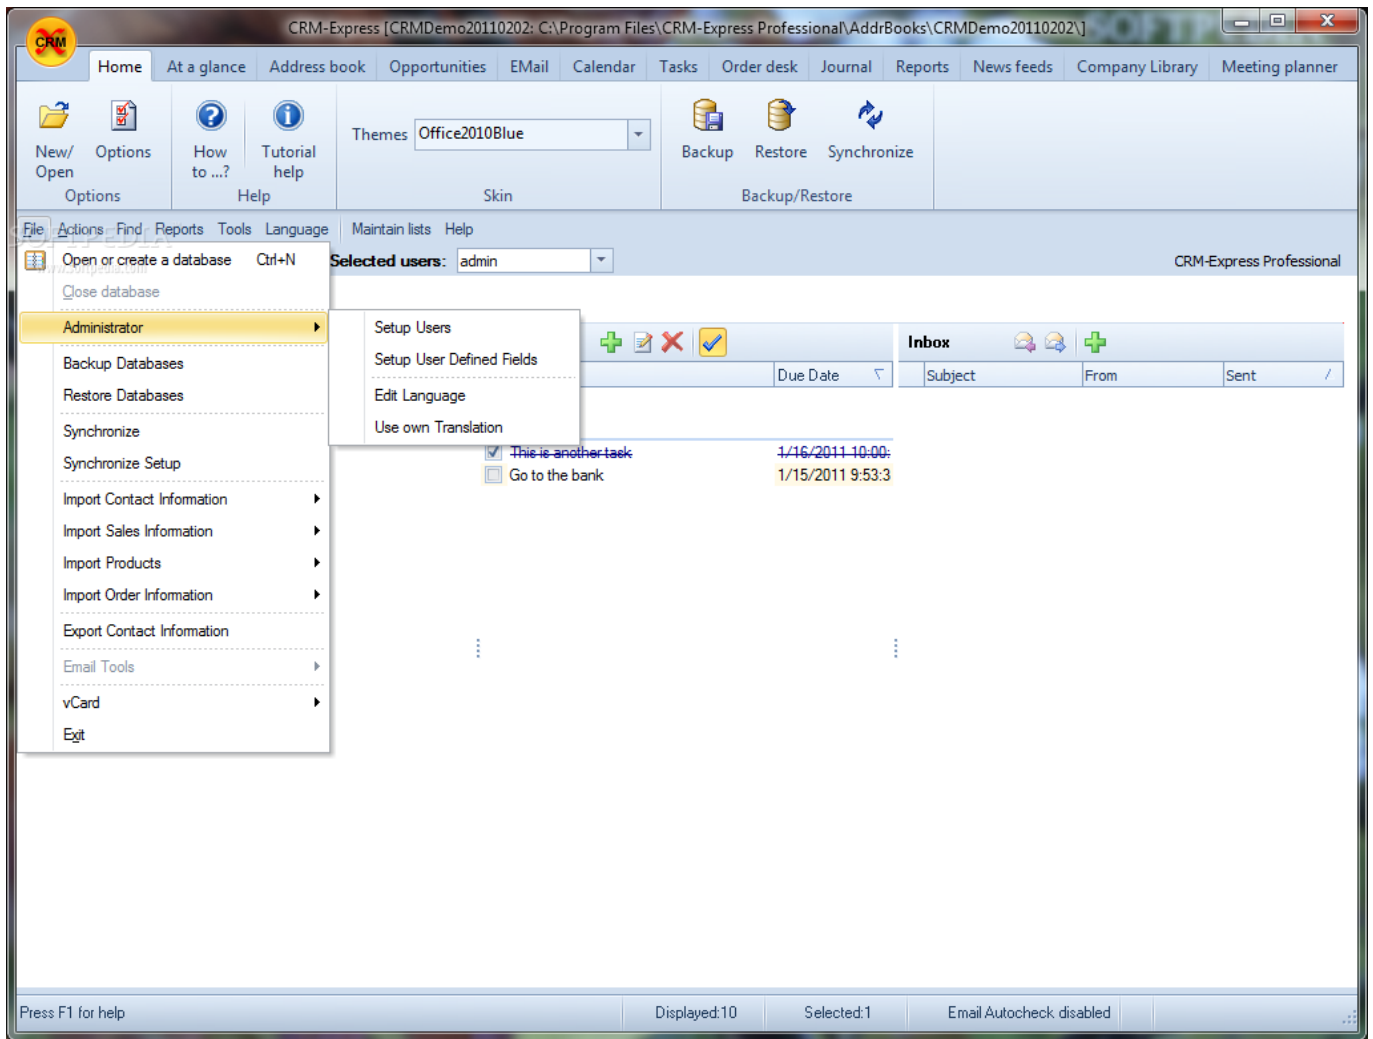 CRM
CRM-Express [CRMDemo20110202: C:\Program Files\CRM-Express Professional\AddrBooks\CRMDemo20110202\]
Home At a glance Address book Opportunities EMail Calendar Tasks Order desk Journal Reports News feeds Company Library Meeting planner
New/ Open Options How to ...? Tutorial help Themes Office2010Blue Backup Restore Synchronize
Options Help Skin Backup/Restore
File Actions Find Reports Tools Language Maintain lists Help
SOFTPEDIA
www.softpedia.com
Open or create a database Ctrl+N
Selected users: admin CRM-Express Professional
Close database
Administrator
Setup Users
Setup User Defined Fields
Edit Language
Use own Translation
Backup Databases
Restore Databases
Synchronize
Synchronize Setup
Import Contact Information
Import Sales Information
Import Products
Import Order Information
Export Contact Information
Email Tools
vCard
Exit
Due Date
This is another task 1/16/2011 10:00:
Go to the bank 1/15/2011 9:53:3
Inbox
Subject From Sent
Press F1 for help Displayed:10 Selected:1 Email Autocheck disabled